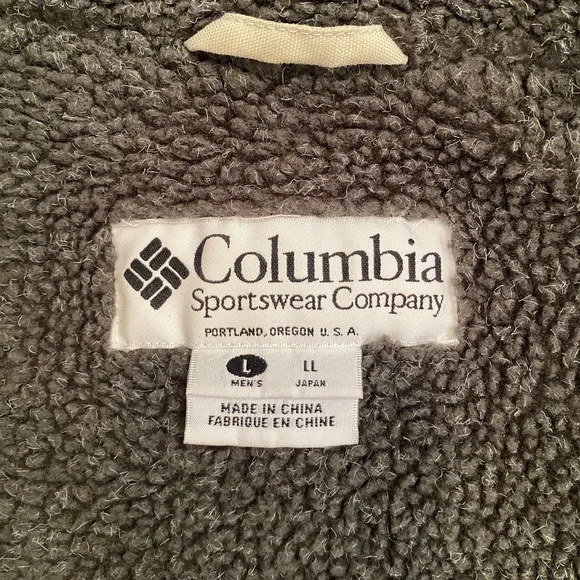 Columbia
Sportswear Company
PORTLAND, OREGON U.S.A.
L LL
MEN'S JAPAN
MADE IN CHINA
FABRIQUE EN CHINE